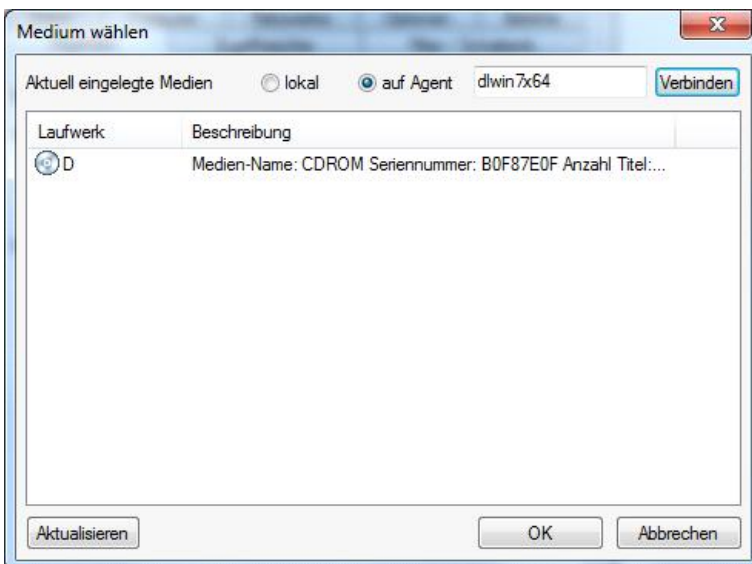 Medium wählen
Aktuell eingelegte Medien lokal auf Agent dlwin7x64 Verbinden
Laufwerk Beschreibung
D Medien-Name: CDROM Seriennummer: B0F87E0F Anzahl Titel:...
Aktualisieren OK Abbrechen